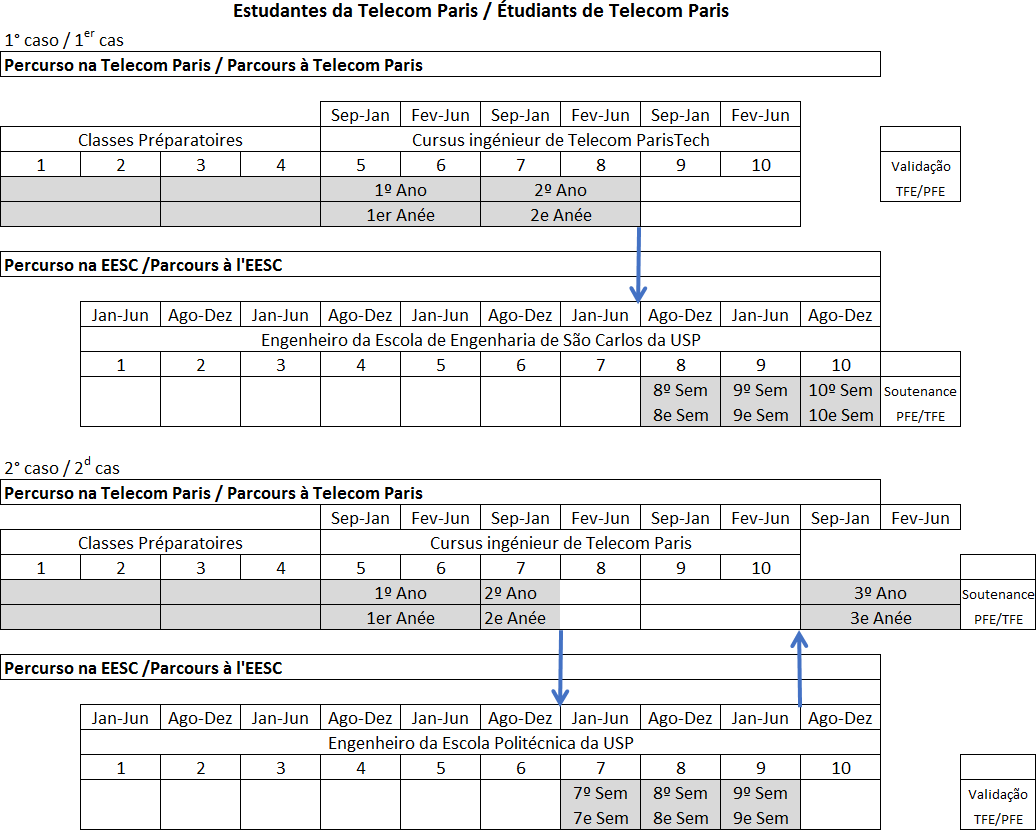 Estudantes da Telecom Paris / Étudiants de Telecom Paris
1° caso / 1er cas
Percurso na Telecom Paris / Parcours à Telecom Paris
Sep-Jan Fev-Jun Sep-Jan Fev-Jun Sep-Jan Fev-Jun
Classes Préparatoires Cursus ingénieur de Telecom ParisTech
1 2 3 4 5 6 7 8 9 10 Validação
1º Ano 2º Ano TFE/PFE
1er Anée 2e Anée
Percurso na EESC /Parcours à l'EESC
Jan-Jun Ago-Dez Jan-Jun Ago-Dez Jan-Jun Ago-Dez Jan-Jun Ago-Dez Jan-Jun Ago-Dez
Engenheiro da Escola de Engenharia de São Carlos da USP
1 2 3 4 5 6 7 8 9 10
8º Sem 9º Sem 10º Sem Soutenance
8e Sem 9e Sem 10e Sem PFE/TFE
2° caso / 2d cas
Percurso na Telecom Paris / Parcours à Telecom Paris
Sep-Jan Fev-Jun Sep-Jan Fev-Jun Sep-Jan Fev-Jun Sep-Jan Fev-Jun
Classes Préparatoires Cursus ingénieur de Telecom Paris
1 2 3 4 5 6 7 8 9 10
1º Ano 2º Ano 3º Ano Soutenance
1er Anée 2e Anée 3e Anée PFE/TFE
Percurso na EESC /Parcours à l'EESC
Jan-Jun Ago-Dez Jan-Jun Ago-Dez Jan-Jun Ago-Dez Jan-Jun Ago-Dez Jan-Jun Ago-Dez
Engenheiro da Escola Politécnica da USP
1 2 3 4 5 6 7 8 9 10
7º Sem 8º Sem 9º Sem Validação
7e Sem 8e Sem 9e Sem TFE/PFE